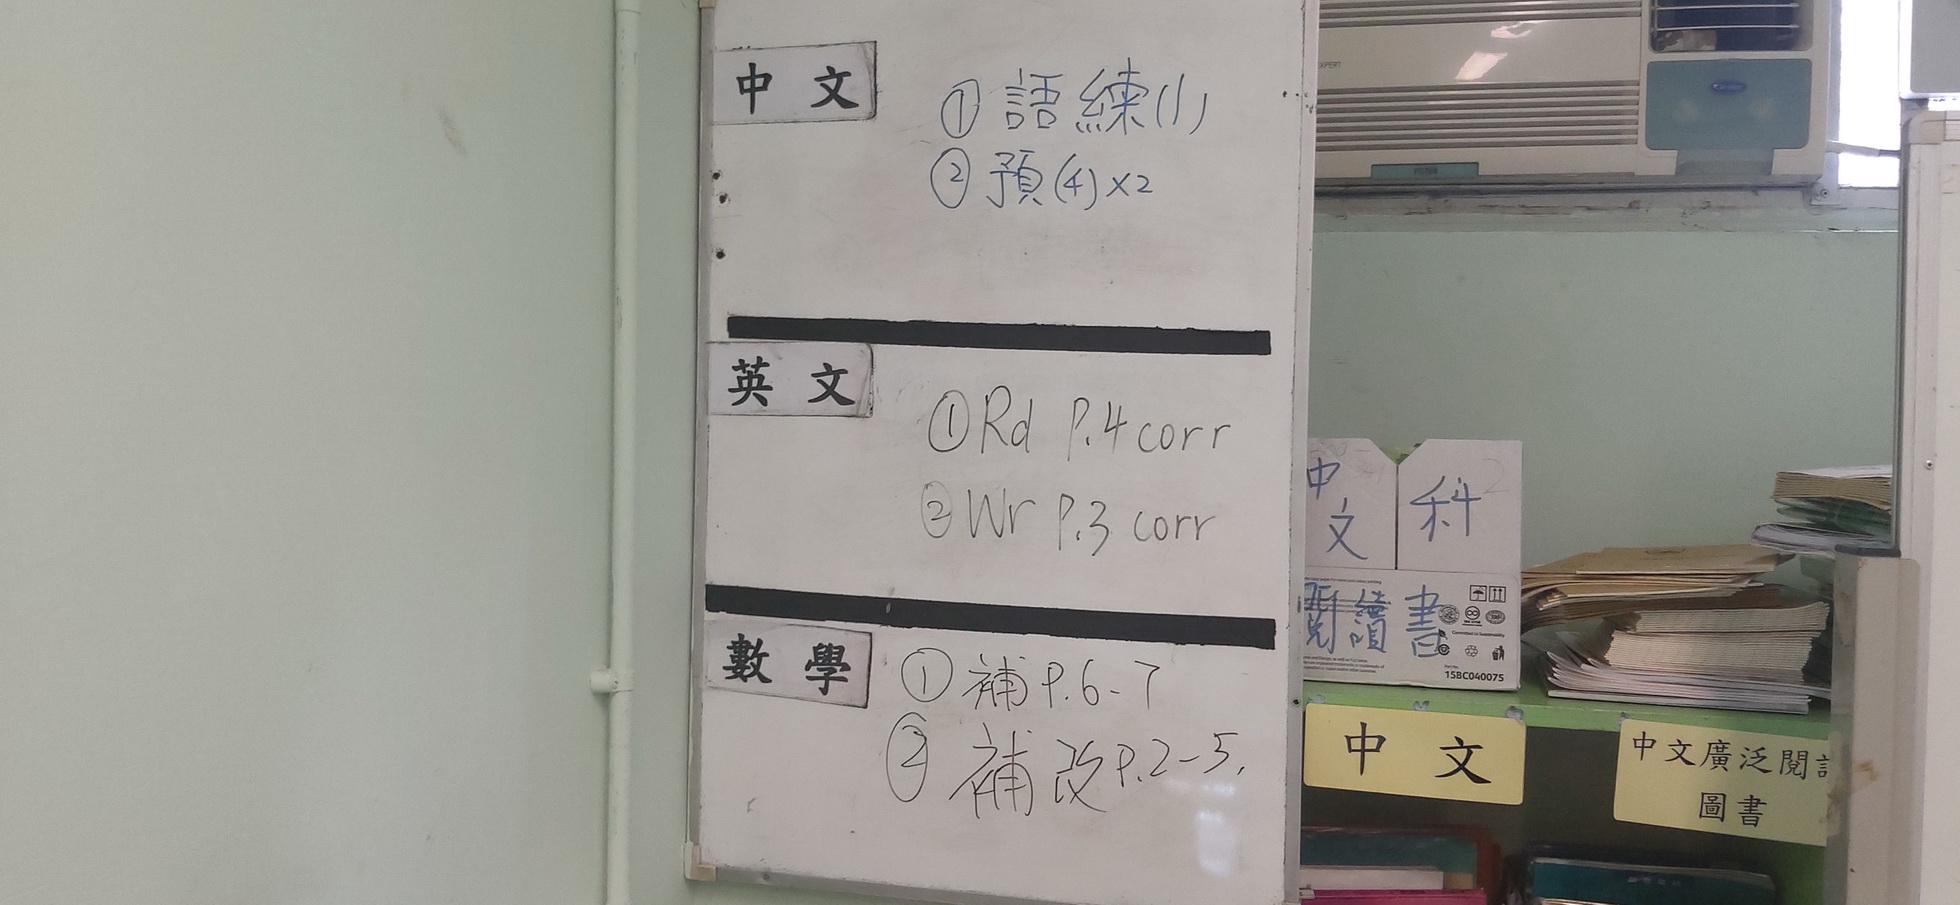 中文
① 語練(1)
② 預(4)×2
英文
① Rd P.4 corr
② Wr P.3 corr
數學
① 補 P.6-7
② 補改 P.2-5.
XPERT
中文科
閱讀書
15BC040075
中文
中文廣泛閱
圖書